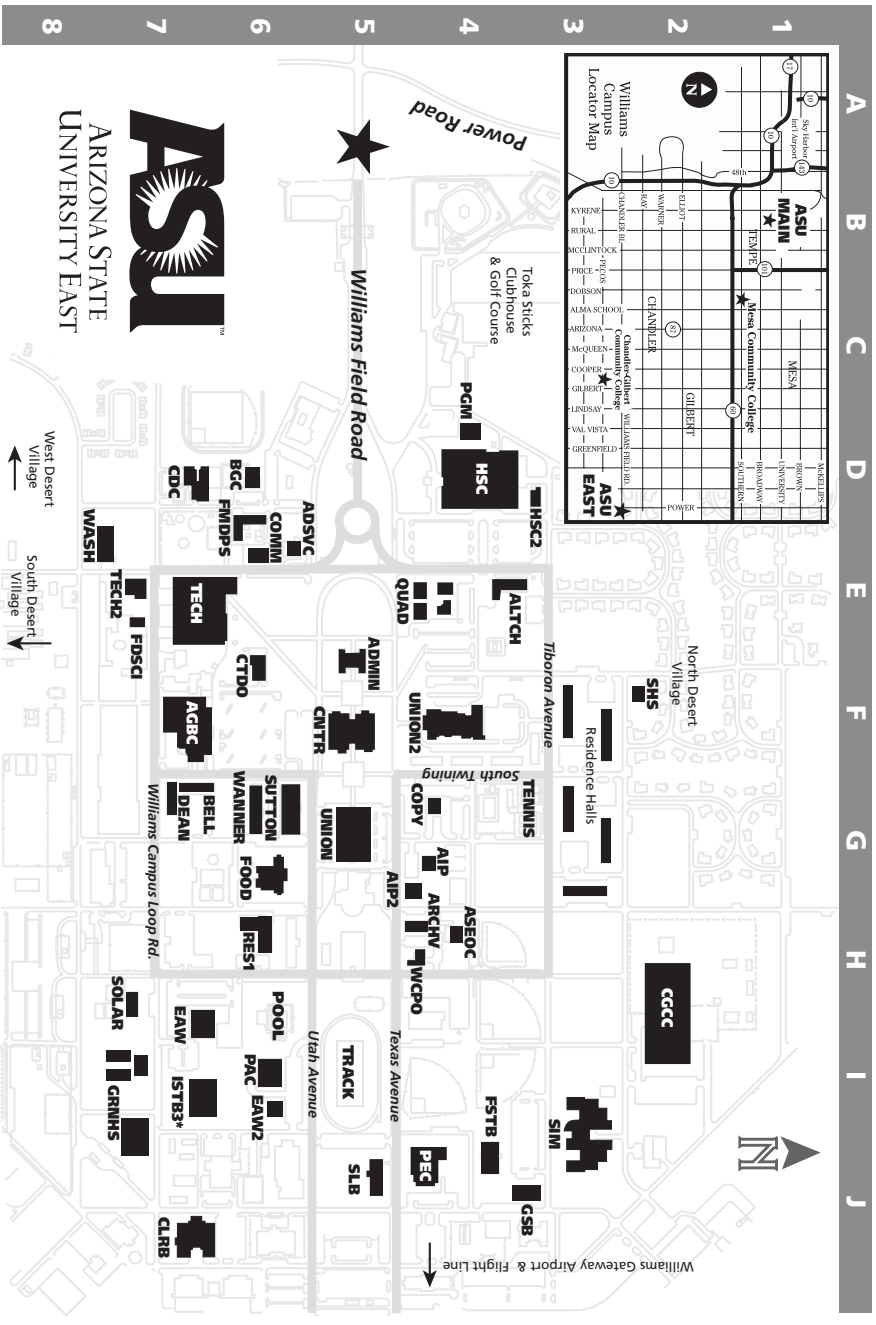 A
B
C
D
E
F
G
H
I
J
1
2
3
4
5
6
7
8
17
10
Sky Harbor
Int'l Airport
143
10
48th
10
ASU
MAIN
TEMPE
101
Mesa Community College
MESA
60
McKELLIPS
BROWN
UNIVERSITY
BROADWAY
SOUTHERN
ELLIOT
WARNER
RAY
CHANDLER BL.
PECOS
KYRENE
RURAL
MCCLINTOCK
PRICE
DOBSON
ALMA SCHOOL
ARIZONA
McQUEEN
COOPER
GILBERT
LINDSAY
VAL VISTA
GREENFIELD
POWER
CHANDLER
87
GILBERT
Chandler-Gilbert
Community College
WILLIAMS FIELD RD.
ASU
EAST
N
Williams
Campus
Locator Map
Power Road
Toka Sticks
Clubhouse
& Golf Course
Williams Field Road
PGM
HSC
HSC2
North Desert
Village
SHS
Residence Halls
Tiboron Avenue
ALTCH
QUAD
UNION2
ADMIN
CNTR
South Twining
TENNIS
COPY
AIP
AIP2
ARCHV
ASEOC
WCPO
UNION
CGCC
N
SIM
FSTB
GSB
PEC
SLB
TRACK
Texas Avenue
Utah Avenue
Williams Gateway Airport & Flight Line
ADSVC
COMM
FMDPS
BGC
CDC
WASH
TECH
TECH2
FDSCI
CTDO
AGBC
SUTTON
WANNER
BELL
DEAN
FOOD
RES1
Williams Campus Loop Rd.
POOL
PAC
EAW
EAW2
ISTB3*
SOLAR
GRNHS
CLRB
West Desert
Village
South Desert
Village
ASU
TM
ARIZONA STATE
UNIVERSITY EAST